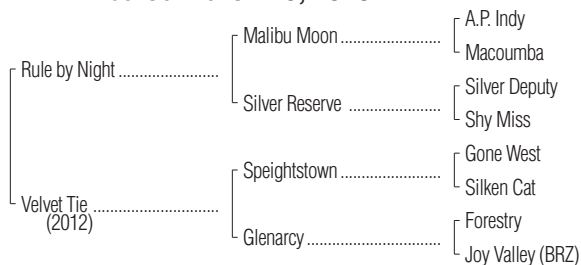 A.P. Indy
Malibu Moon
Macoumba
Rule by Night
Silver Deputy
Silver Reserve
Shy Miss
Gone West
Speightstown
Silken Cat
Velvet Tie
(2012)
Forestry
Glenarcy
Joy Valley (BRZ)